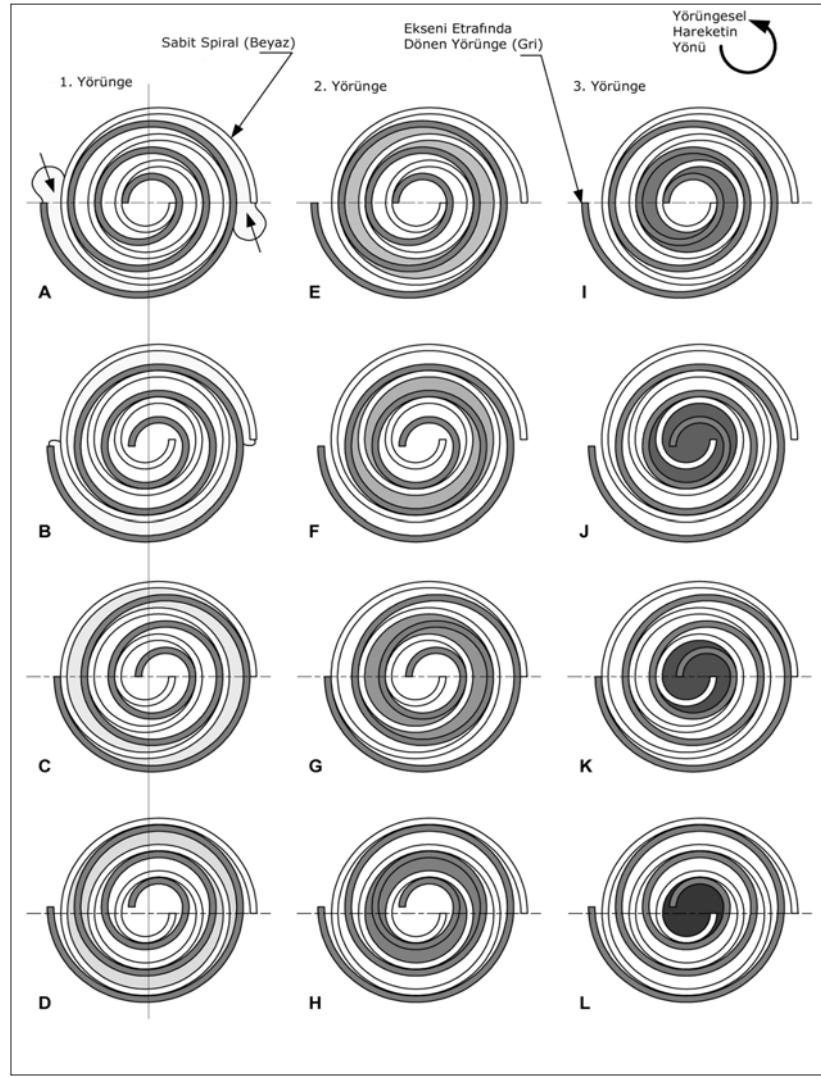 Sabit Spiral (Beyaz)
Ekseni Etrafında
Dönen Yörünge (Gri)
Yörüngesel
Hareketin
Yönü
1. Yörünge
2. Yörünge
3. Yörünge
A
E
I
B
F
J
C
G
K
D
H
L